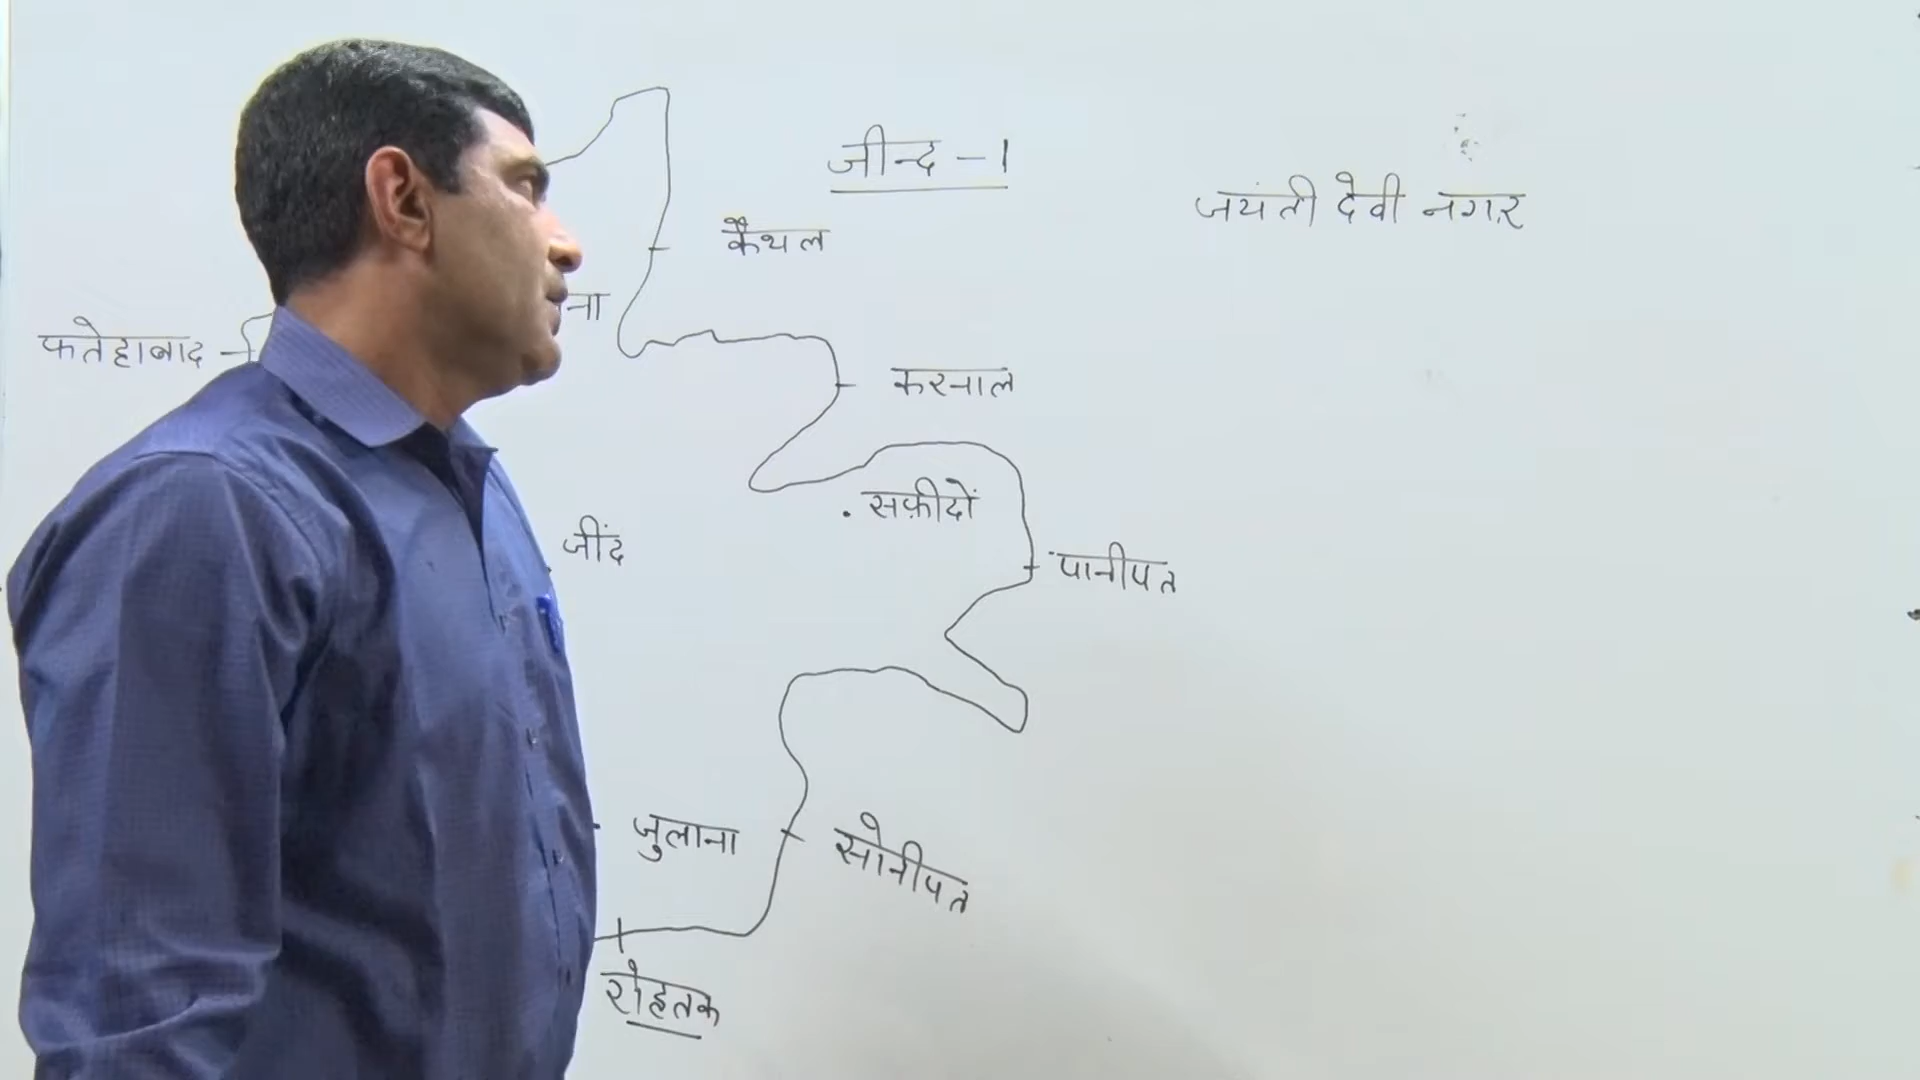 जीन्द - 1
जयंती देवी नगर
कैथल
ना
फतेहाबाद
करनाल
सफ़ीदों
जींद
पानीपत
जुलाना
सोनीपत
रोहतक